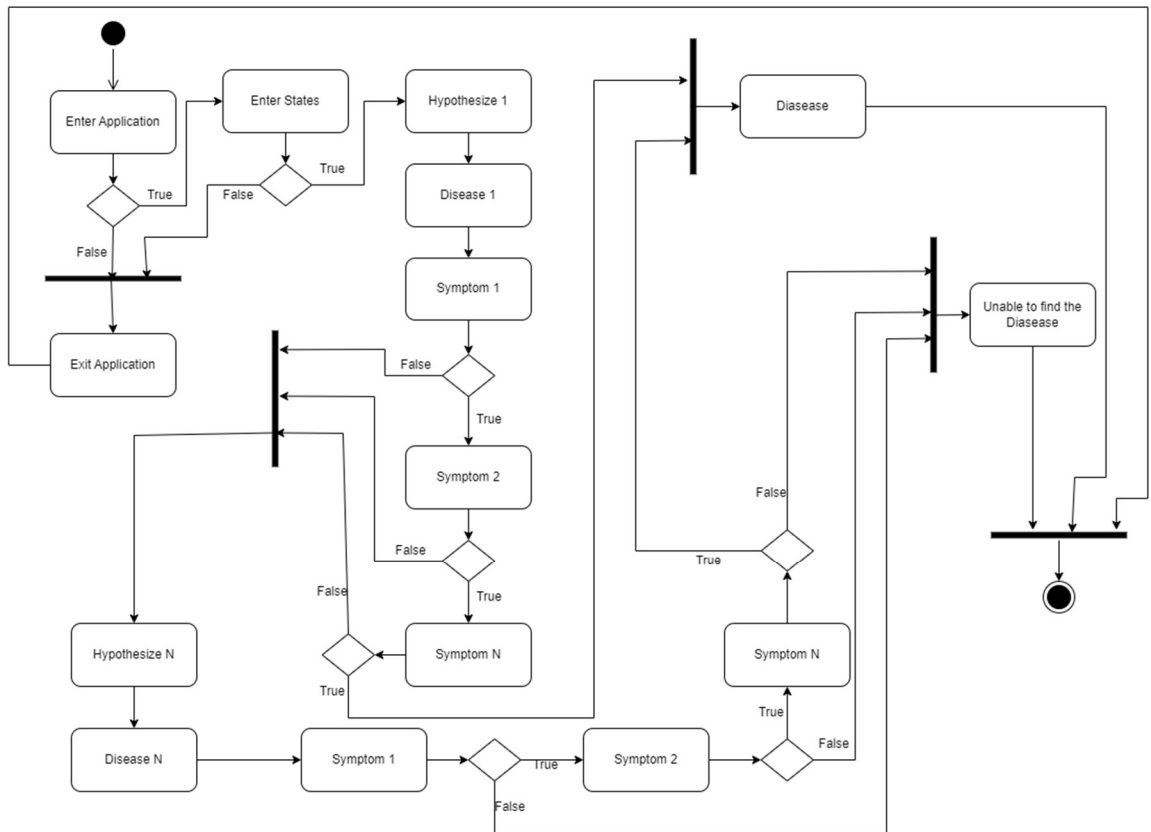 Enter Application
True
False
Exit Application
Enter States
False
True
Hypothesize 1
Disease 1
Symptom 1
False
True
Symptom 2
False
True
Symptom N
False
True
Hypothesize N
Disease N
Symptom 1
True
False
Symptom 2
True
False
Symptom N
True
False
Diasease
Unable to find the
Diasease